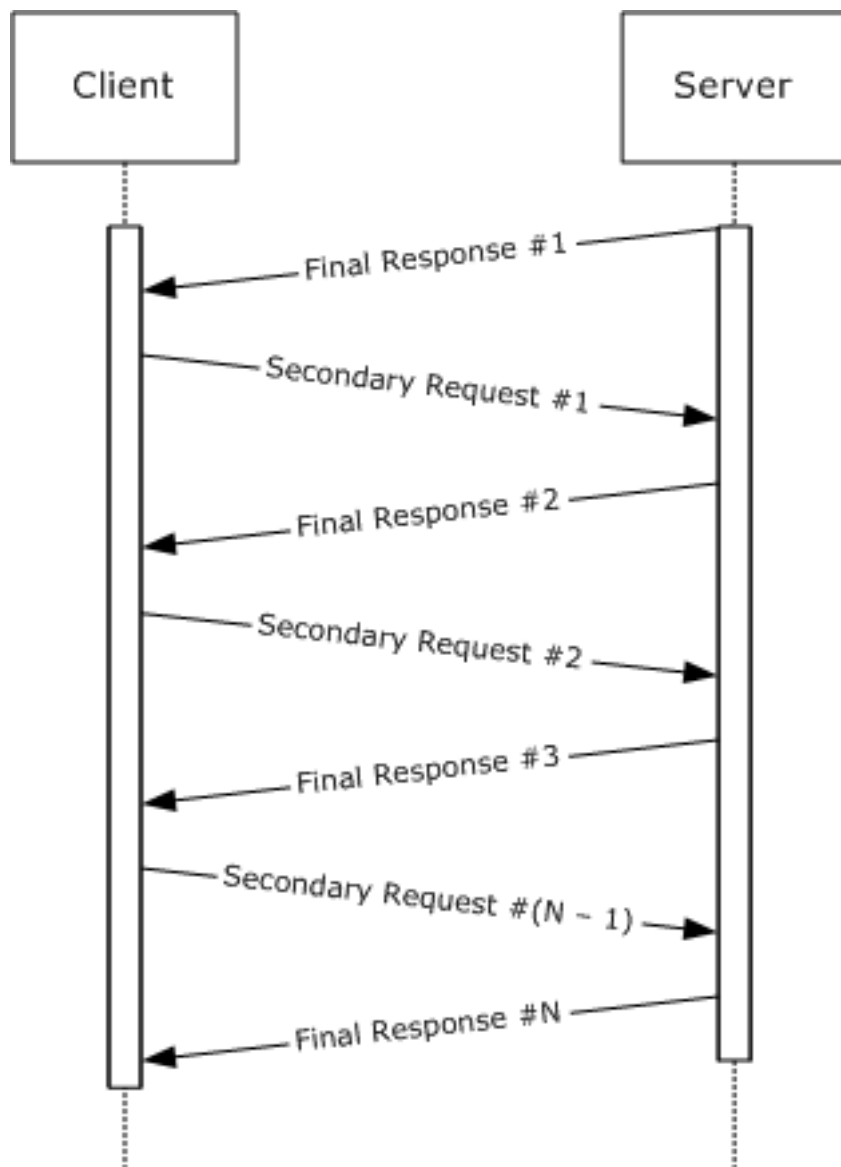 Client
Server
Final Response #1
Secondary Request #1
Final Response #2
Secondary Request #2
Final Response #3
Secondary Request #(N – 1)
Final Response #N